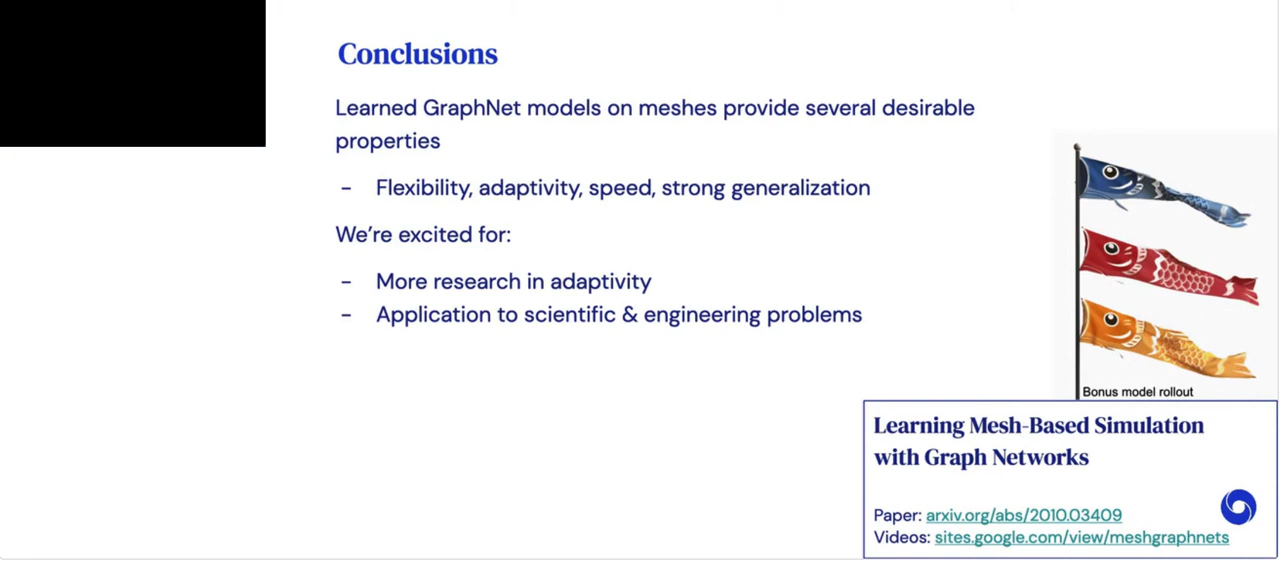 Conclusions
Learned GraphNet models on meshes provide several desirable
properties
- Flexibility, adaptivity, speed, strong generalization
We're excited for:
- More research in adaptivity
- Application to scientific & engineering problems
Bonus model rollout
Learning Mesh-Based Simulation
with Graph Networks
Paper: arxiv.org/abs/2010.03409
Videos: sites.google.com/view/meshgraphnets